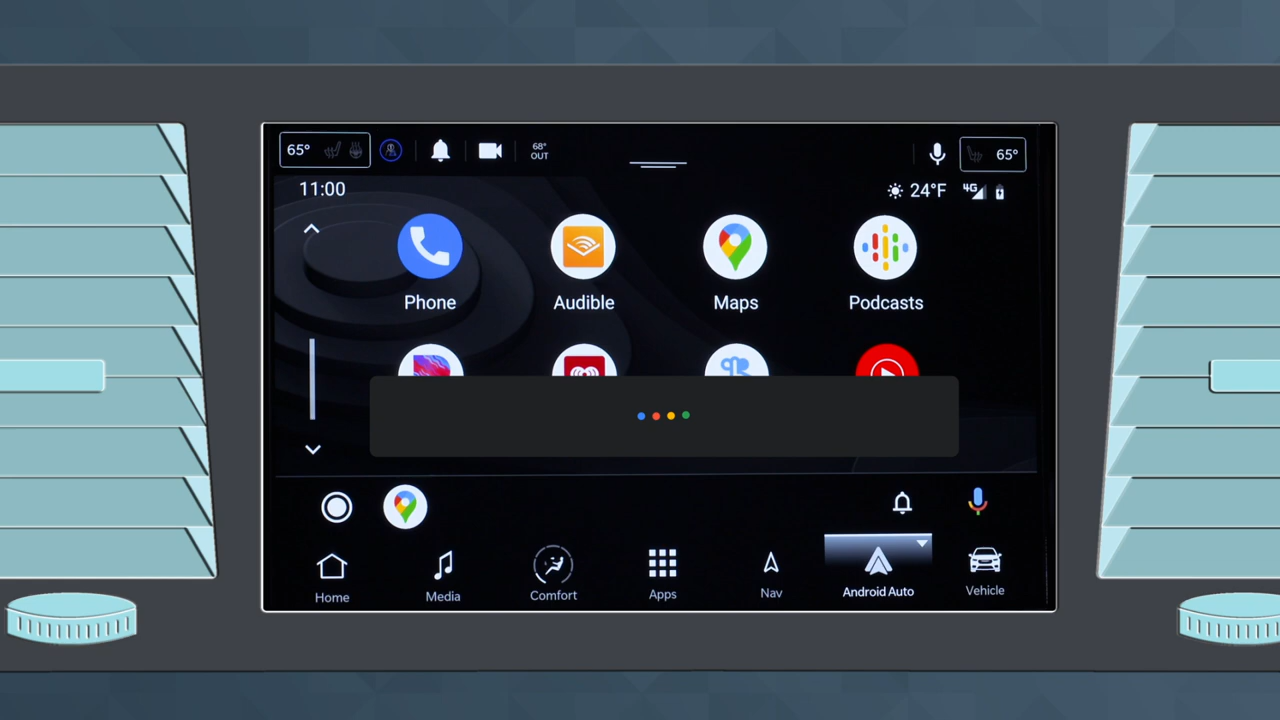 65°
68°
OUT
65°
11:00
24°F
4G
Phone
Audible
Maps
Podcasts
Home
Media
Comfort
Apps
Nav
Android Auto
Vehicle